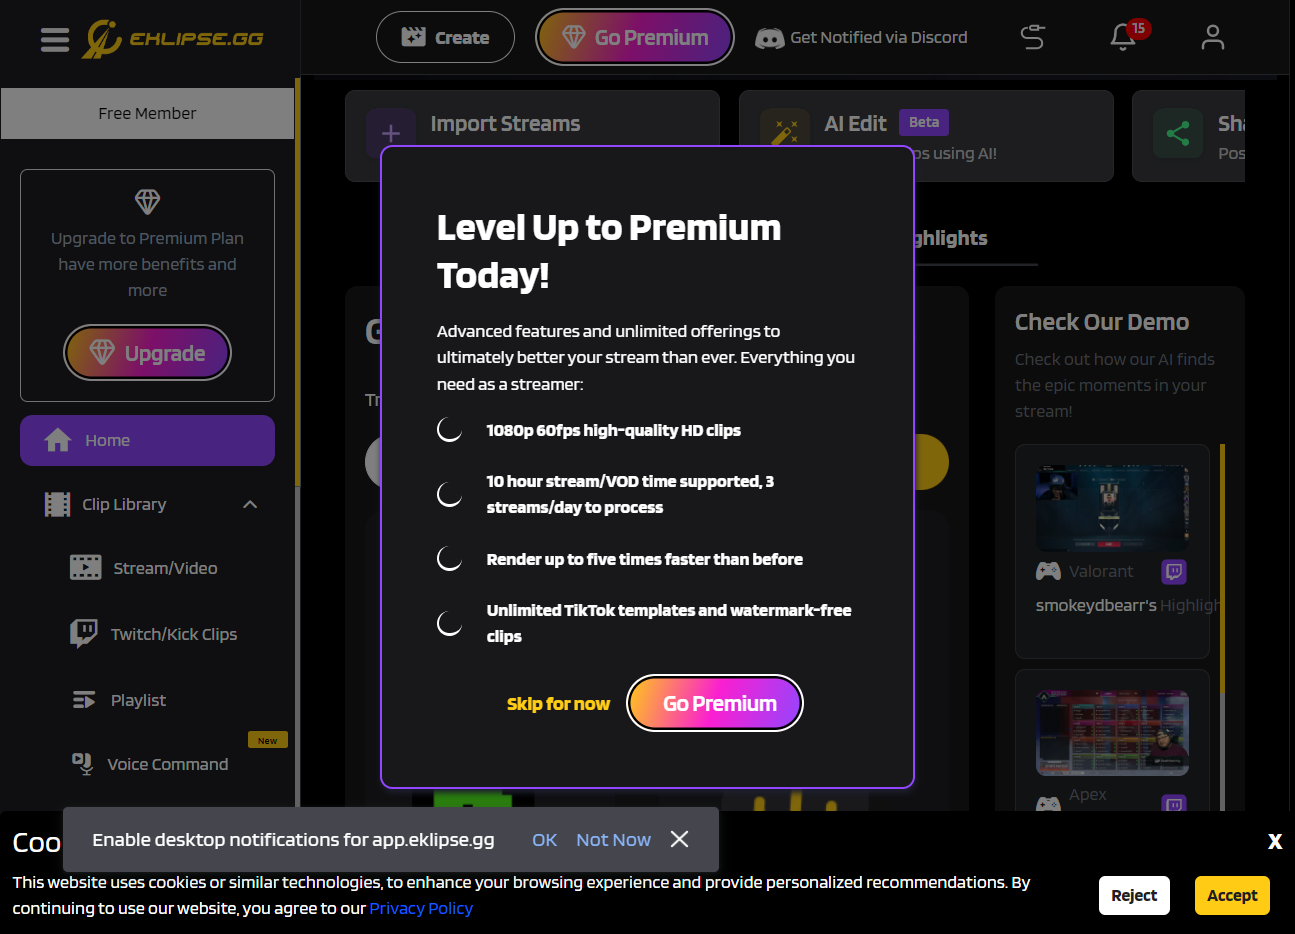 EKLIPSE.GG
Create
Go Premium
Get Notified via Discord
15
Free Member
Upgrade to Premium Plan
have more benefits and
more
Upgrade
Home
Clip Library
Stream/Video
Twitch/Kick Clips
Playlist
New
Voice Command
Import Streams
AI Edit
Beta
using AI!
Level Up to Premium
Today!
Advanced features and unlimited offerings to
ultimately better your stream than ever. Everything you
need as a streamer:
1080p 60fps high-quality HD clips
10 hour stream/VOD time supported, 3
streams/day to process
Render up to five times faster than before
Unlimited TikTok templates and watermark-free
clips
Skip for now
Go Premium
Check Our Demo
Check out how our AI finds
the epic moments in your
stream!
Valorant
smokeydbearr's Highligh
Apex
Enable desktop notifications for app.eklipse.gg
OK
Not Now
Coo
X
This website uses cookies or similar technologies, to enhance your browsing experience and provide personalized recommendations. By
continuing to use our website, you agree to our Privacy Policy
Reject
Accept